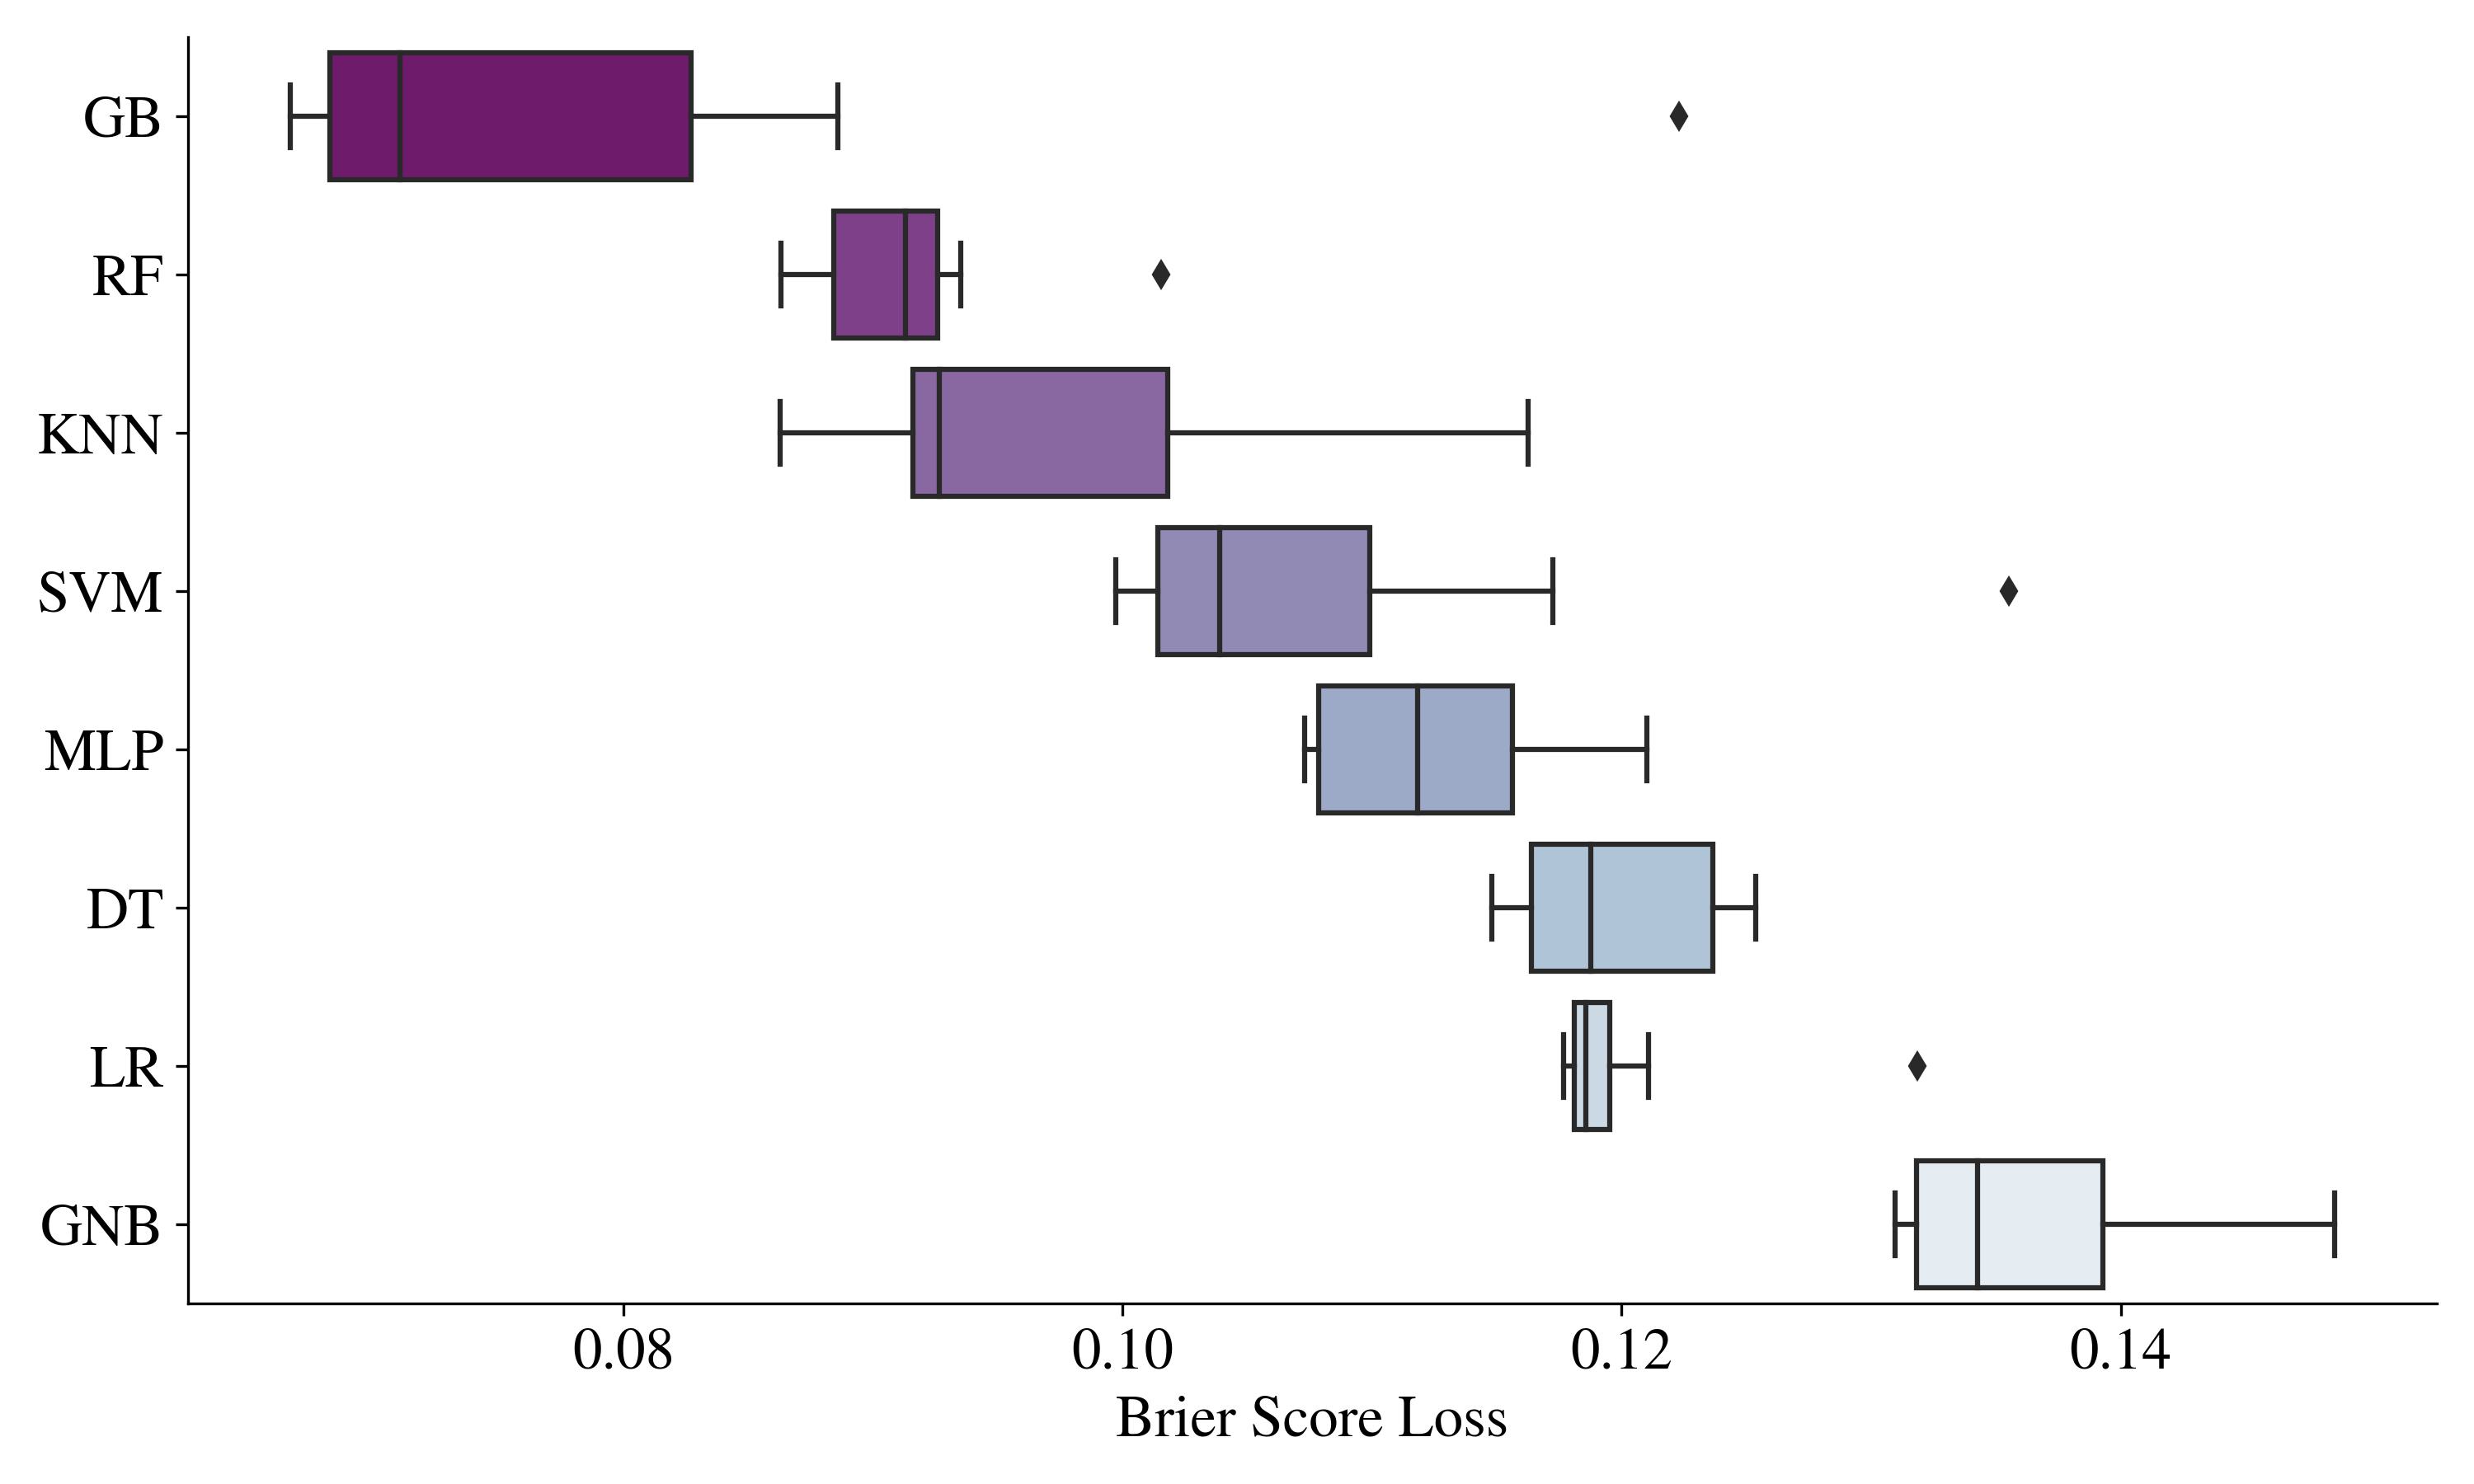 GB
RF
KNN
SVM
MLP
DT
LR
GNB
0.08 0.10 0.12 0.14
Brier Score Loss